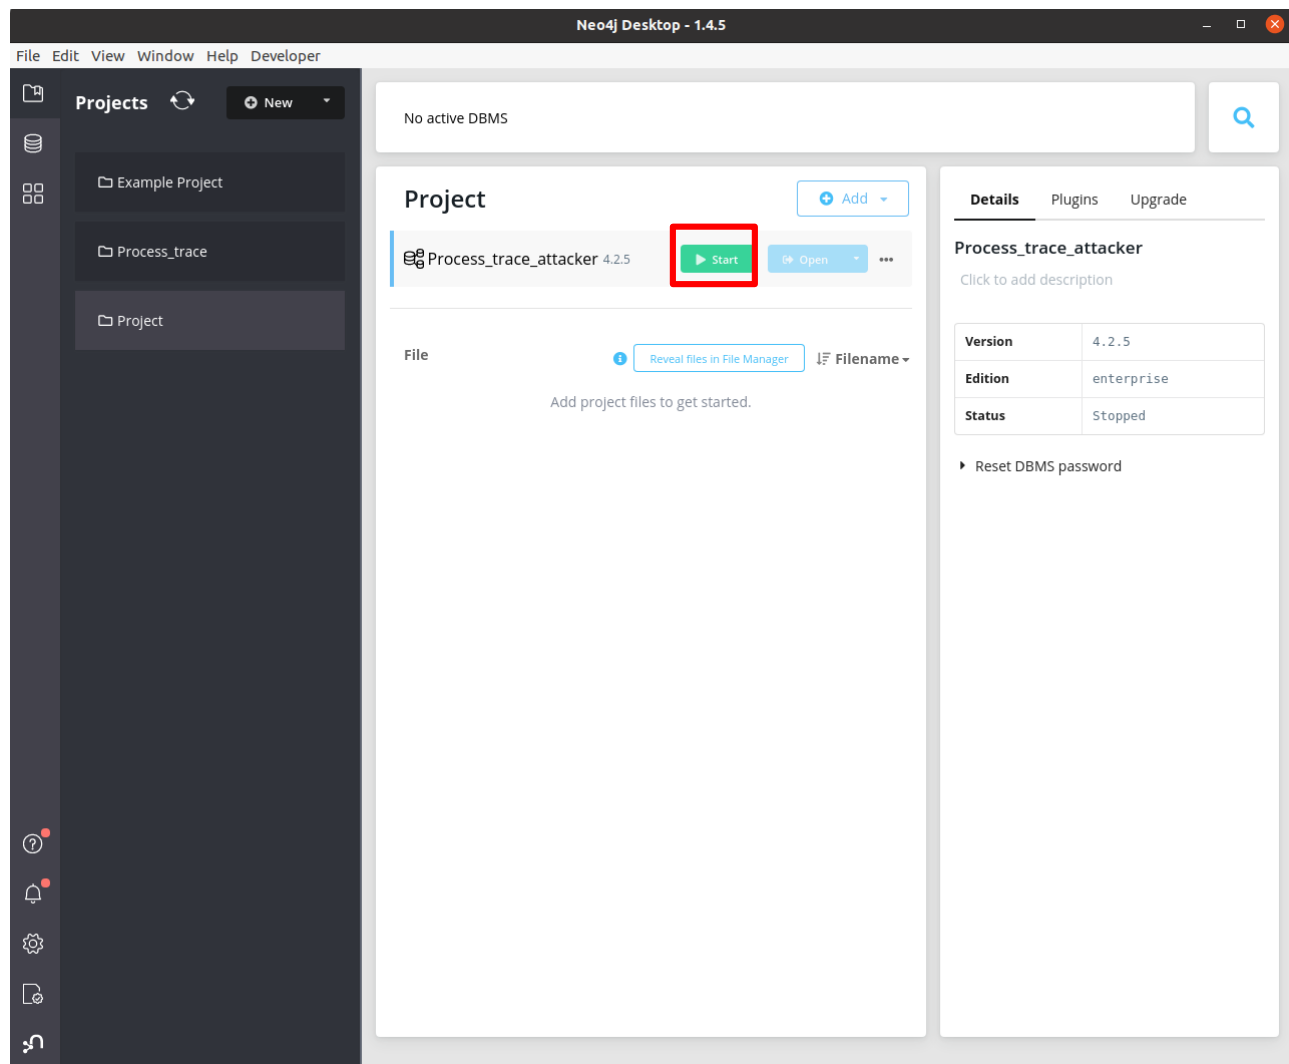 Neo4j Desktop - 1.4.5
File Edit View Window Help Developer
Projects
New
Example Project
Process_trace
Project
No active DBMS
Project
Add
Process_trace_attacker 4.2.5
Start
Open
File
Reveal files in File Manager
Filename
Add project files to get started.
Details Plugins Upgrade
Process_trace_attacker
Click to add description
Version 4.2.5
Edition enterprise
Status Stopped
Reset DBMS password